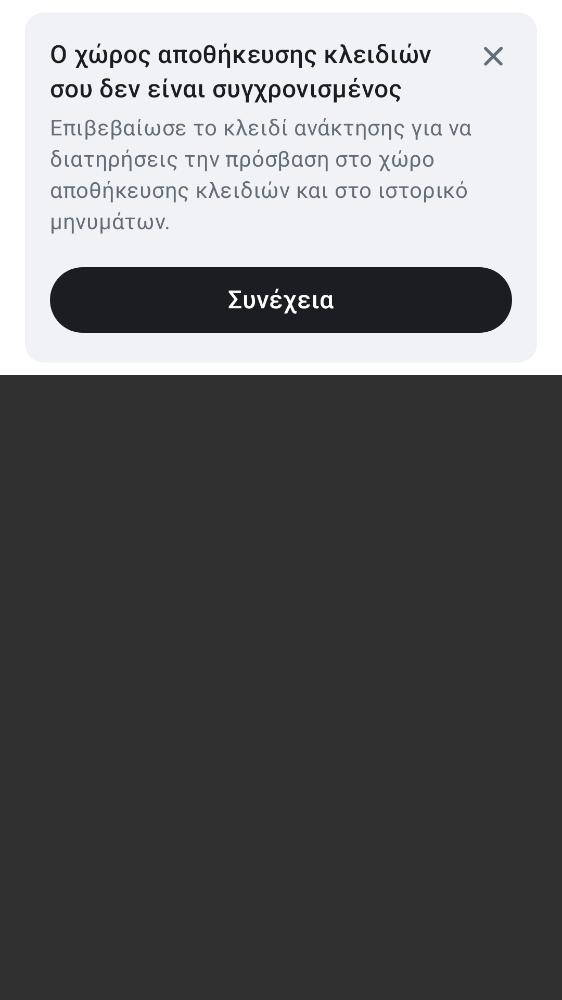 Ο χώρος αποθήκευσης κλειδιών
σου δεν είναι συγχρονισμένος
Επιβεβαίωσε το κλειδί ανάκτησης για να
διατηρήσεις την πρόσβαση στο χώρο
αποθήκευσης κλειδιών και στο ιστορικό
μηνυμάτων.
Συνέχεια